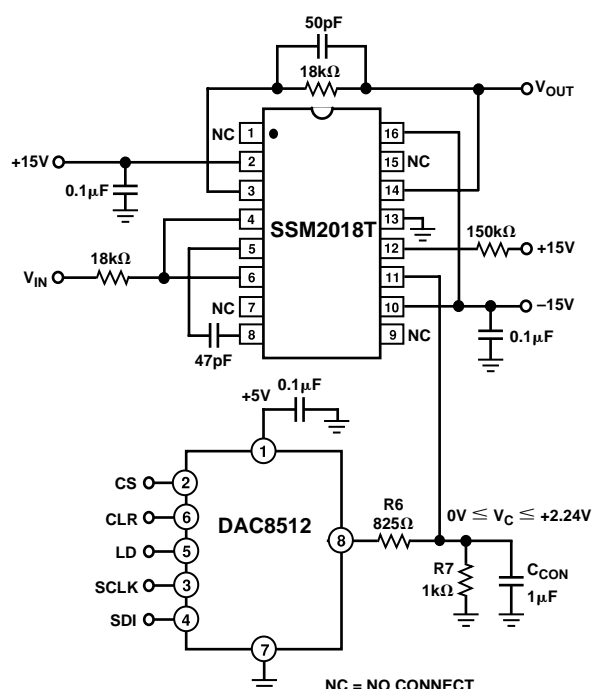 50pF
18kΩ
VOUT
NC 1 16
+15V 2 15 NC
0.1µF 3 14
SSM2018T
4 13
150kΩ
5 12 +15V
VIN 18kΩ 6 11
NC 7 10 –15V
8 9 NC
47pF
0.1µF
+5V 0.1µF
1
CS 2
CLR 6
DAC8512
LD 5 8
SCLK 3
SDI 4
7
R6
825Ω
0V ≤ VC ≤ +2.24V
R7
1kΩ
CCON
1µF
NC = NO CONNECT